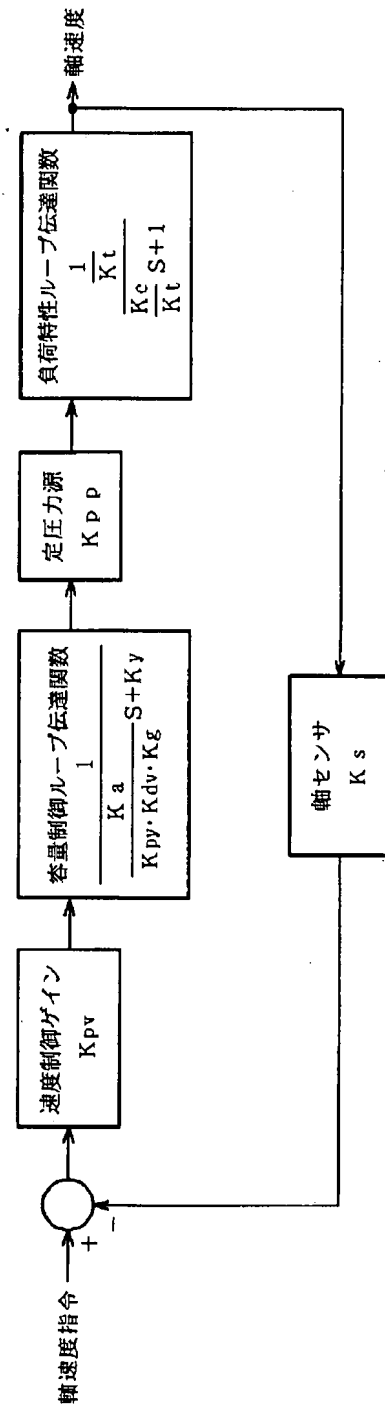 軸速度指令
+
−
速度制御ゲイン
Kpv
容量制御ループ伝達関数
1
Ka
Kpy・Kdv・Kg
S+Ky
定圧力源
Kpp
負荷特性ループ伝達関数
1
Kt
Kc
Kt
S+1
軸速度
軸センサ
Ks